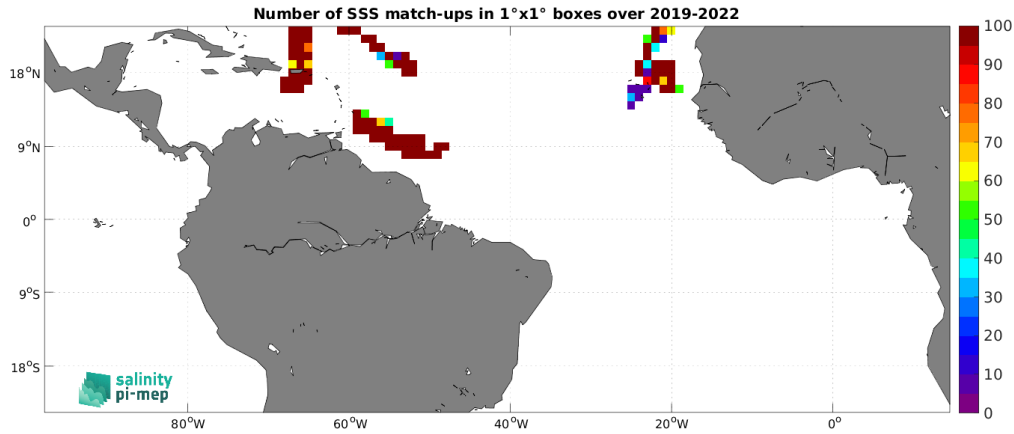 Number of SSS match-ups in 1°x1° boxes over 2019-2022
18°N
9°N
0°
9°S
18°S
80°W
60°W
40°W
20°W
0°
100
90
80
70
60
50
40
30
20
10
0
salinity
pi-mep